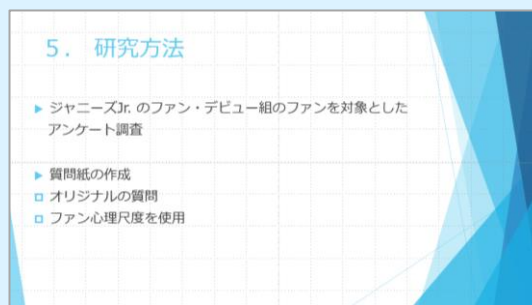 5． 研究方法
ジャニーズJr. のファン・デビュー組のファンを対象とした
アンケート調査
質問紙の作成
オリジナルの質問
ファン心理尺度を使用